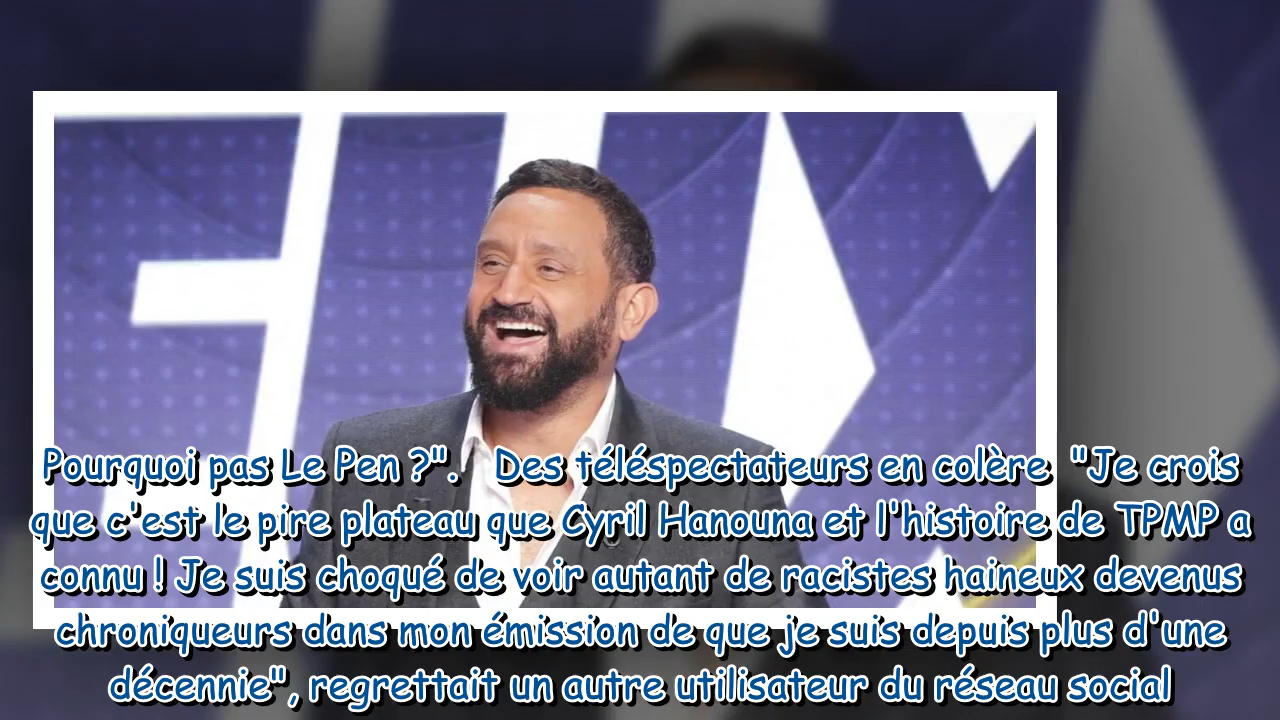 Pourquoi pas Le Pen ?".   Des téléspectateurs en colère  "Je crois
que c'est le pire plateau que Cyril Hanouna et l'histoire de TPMP a
connu ! Je suis choqué de voir autant de racistes haineux devenus
chroniqueurs dans mon émission de que je suis depuis plus d'une
décennie", regrettait un autre utilisateur du réseau social